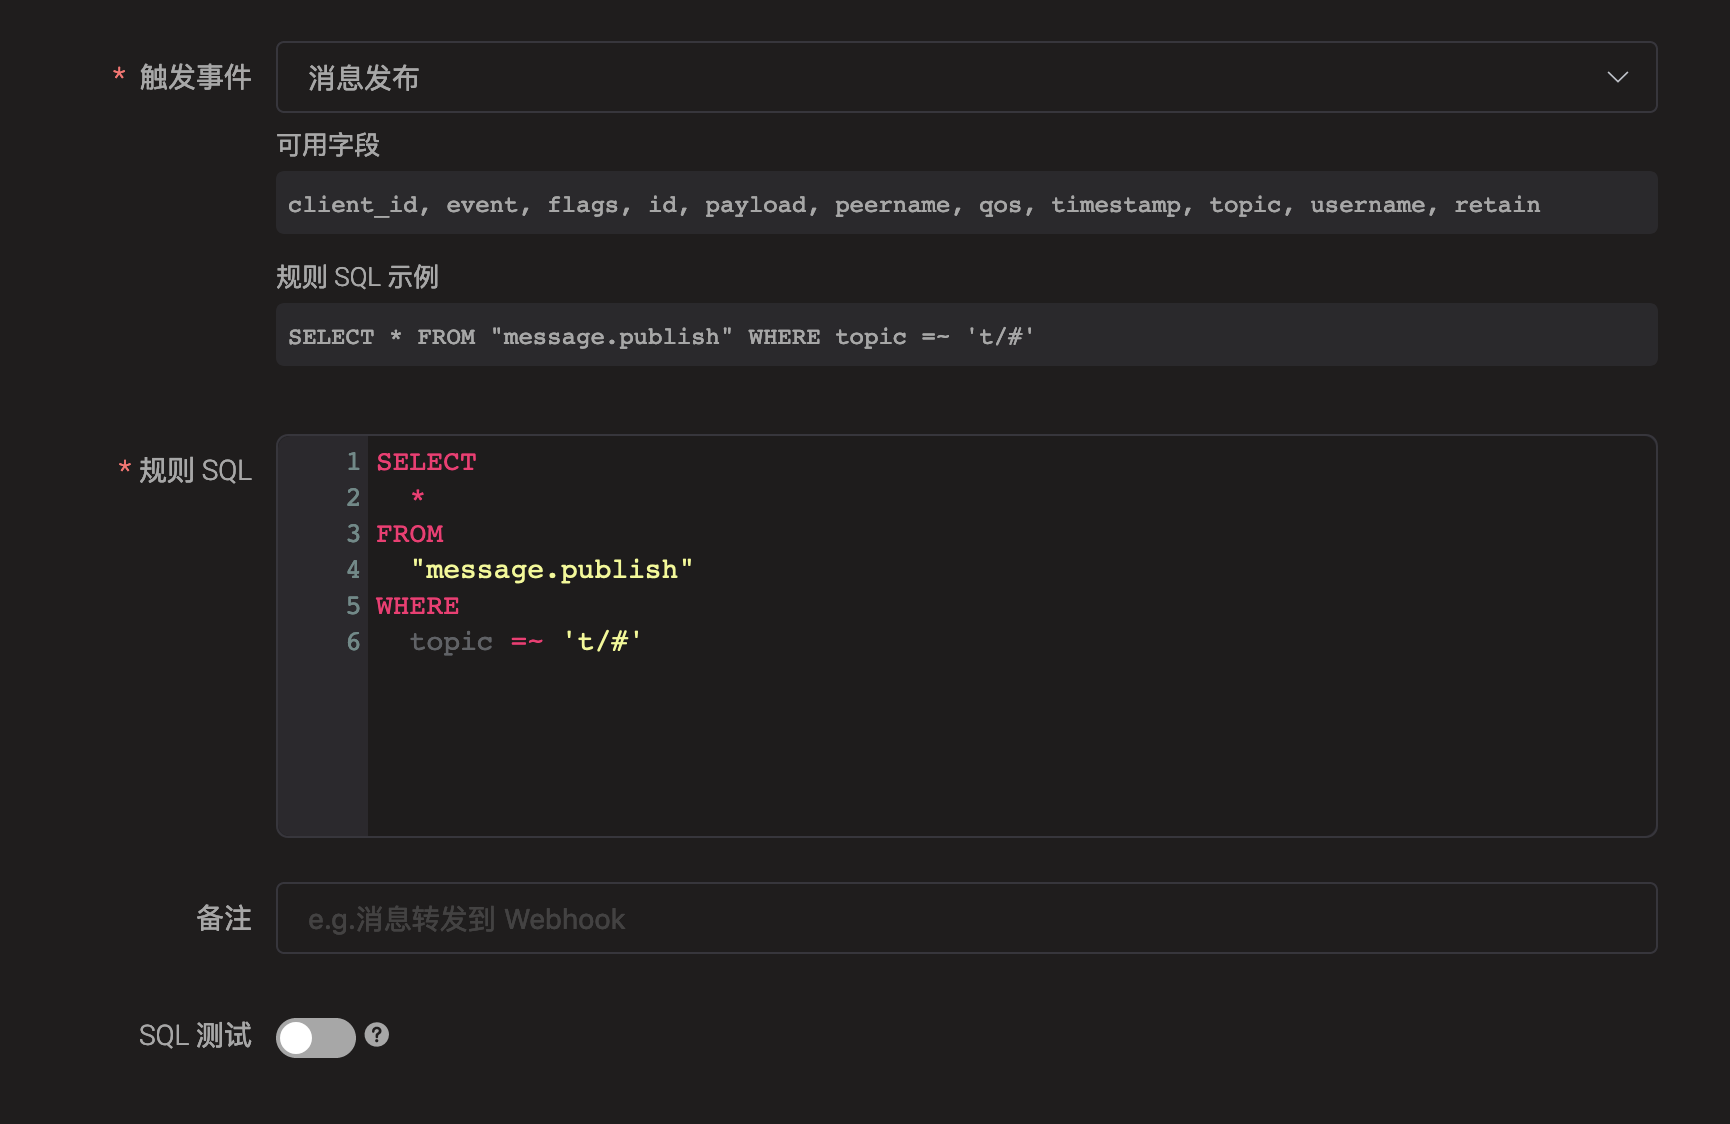 * 触发事件
消息发布
可用字段
client_id, event, flags, id, payload, peername, qos, timestamp, topic, username, retain
规则 SQL 示例
SELECT * FROM "message.publish" WHERE topic =~ 't/#'
* 规则 SQL
1 SELECT
2   *
3 FROM
4   "message.publish"
5 WHERE
6   topic =~ 't/#'
备注
e.g.消息转发到 Webhook
SQL 测试 ?